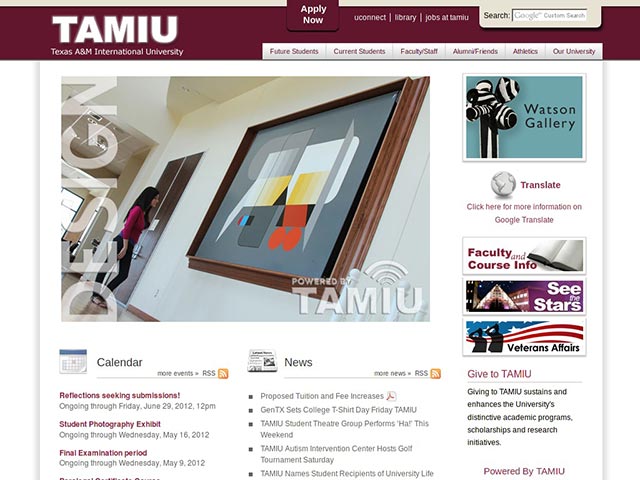 TAMIU
Texas A&M International University
Apply
Now
uconnect
library
jobs at tamiu
Search:
Google™ Custom Search
Future Students
Current Students
Faculty/Staff
Alumni/Friends
Athletics
Our University
DESIGN
POWERED BY
TAMIU
Watson
Gallery
Translate
Click here for more information on
Google Translate
Faculty and
Course Info
See
the
Stars
Veterans Affairs
Give to TAMIU
Giving to TAMIU sustains and
enhances the University's
distinctive academic programs,
scholarships and research
initiatives.
Powered By TAMIU
Calendar
more events » RSS
Reflections seeking submissions!
Ongoing through Friday, June 29, 2012, 12pm
Student Photography Exhibit
Ongoing through Wednesday, May 16, 2012
Final Examination period
Ongoing through Wednesday, May 9, 2012
Paralegal Certificate Course
News
more news » RSS
Proposed Tuition and Fee Increases
GenTX Sets College T-Shirt Day Friday TAMIU
TAMIU Student Theatre Group Performs 'Ha!' This
Weekend
TAMIU Autism Intervention Center Hosts Golf
Tournament Saturday
TAMIU Names Student Recipients of University Life